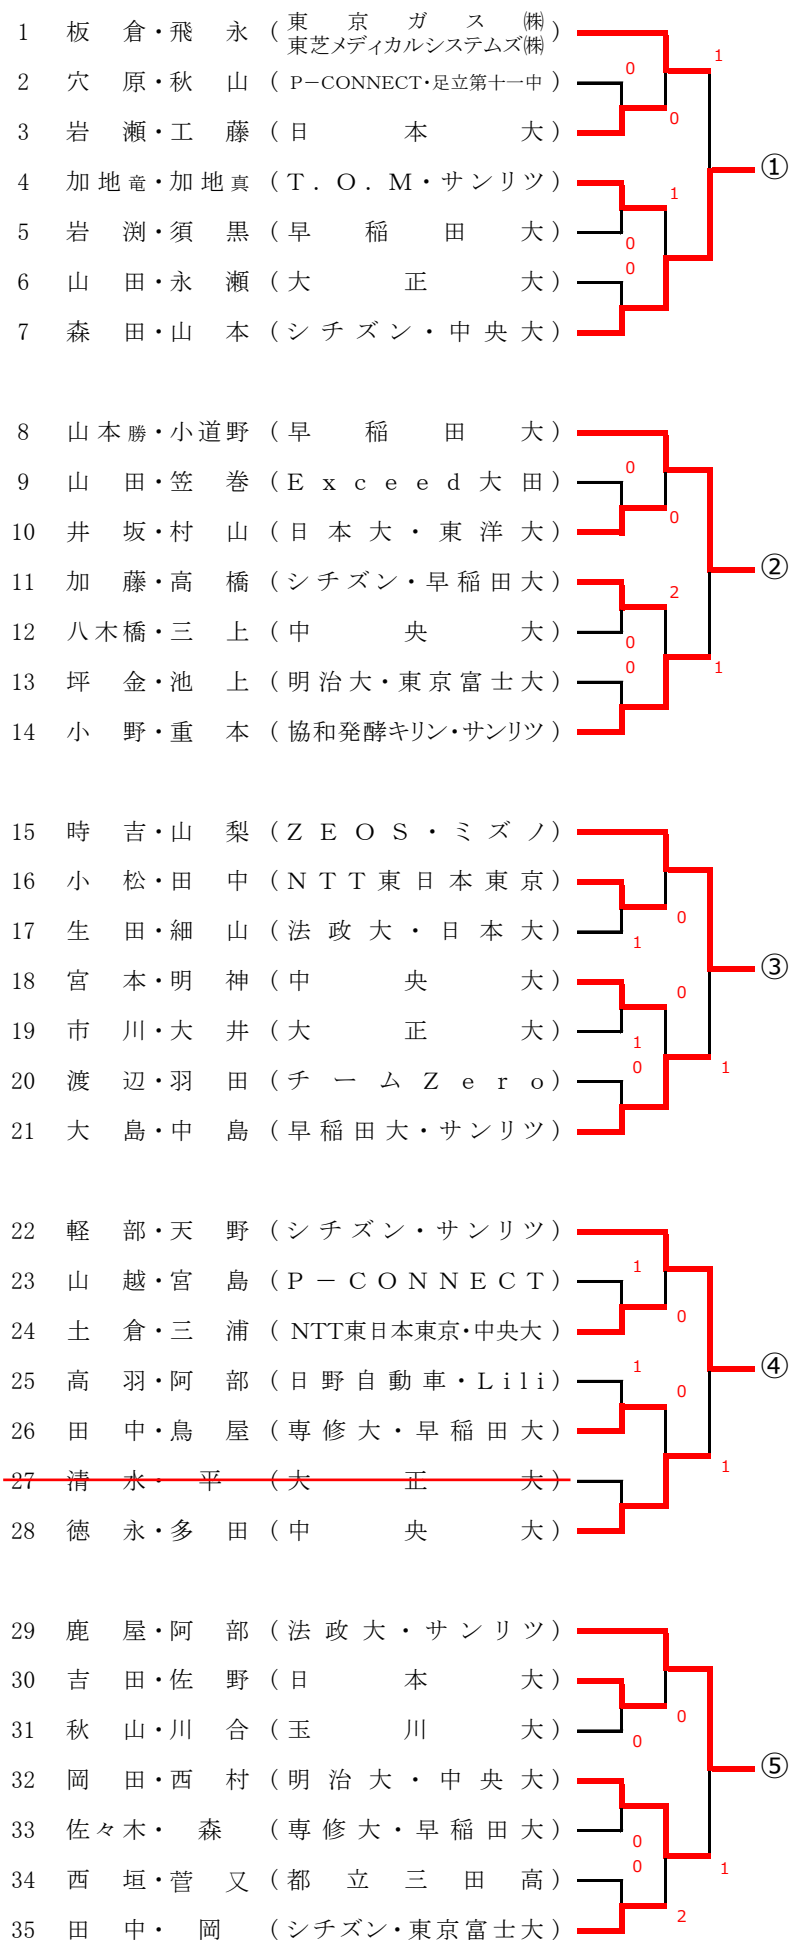 1 板倉・飛永 (東京ガス㈱ 東芝メディカルシステムズ㈱)
1
2 穴原・秋山 (P-CONNECT・足立第十一中)
0
3 岩瀬・工藤 (日本大)
0
①
4 加地竜・加地真 (T.O.M・サンリツ)
1
5 岩渕・須黒 (早稲田大)
0
6 山田・永瀬 (大正大)
0
7 森田・山本 (シチズン・中央大)
8 山本勝・小道野 (早稲田大)
9 山田・笠巻 (Exceed大田)
0
10 井坂・村山 (日本大・東洋大)
0
②
11 加藤・高橋 (シチズン・早稲田大)
2
12 八木橋・三上 (中央大)
0
13 坪金・池上 (明治大・東京富士大)
0
1
14 小野・重本 (協和発酵キリン・サンリツ)
15 時吉・山梨 (ZEOS・ミズノ)
16 小松・田中 (NTT東日本東京)
0
17 生田・細山 (法政大・日本大)
1
③
18 宮本・明神 (中央大)
0
19 市川・大井 (大正大)
1
20 渡辺・羽田 (チームZero)
0
1
21 大島・中島 (早稲田大・サンリツ)
22 軽部・天野 (シチズン・サンリツ)
23 山越・宮島 (P-CONNECT)
1
24 土倉・三浦 (NTT東日本東京・中央大)
0
④
25 高羽・阿部 (日野自動車・Lili)
1
0
26 田中・鳥屋 (専修大・早稲田大)
27 清水・平 (大正大)
1
28 徳永・多田 (中央大)
29 鹿屋・阿部 (法政大・サンリツ)
30 吉田・佐野 (日本大)
0
31 秋山・川合 (玉川大)
0
⑤
32 岡田・西村 (明治大・中央大)
33 佐々木・森 (専修大・早稲田大)
0
34 西垣・菅又 (都立三田高)
0
1
35 田中・岡 (シチズン・東京富士大)
2